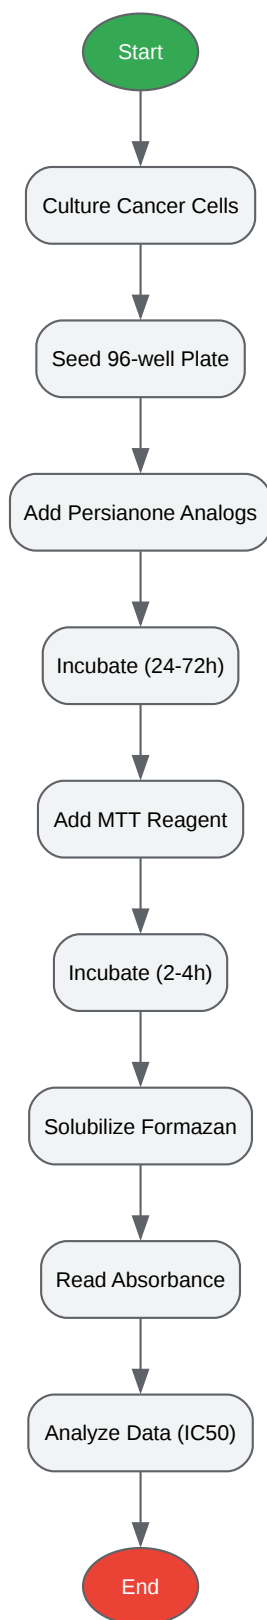 Start
Culture Cancer Cells
Seed 96-well Plate
Add Persianone Analogs
Incubate (24-72h)
Add MTT Reagent
Incubate (2-4h)
Solubilize Formazan
Read Absorbance
Analyze Data (IC50)
End